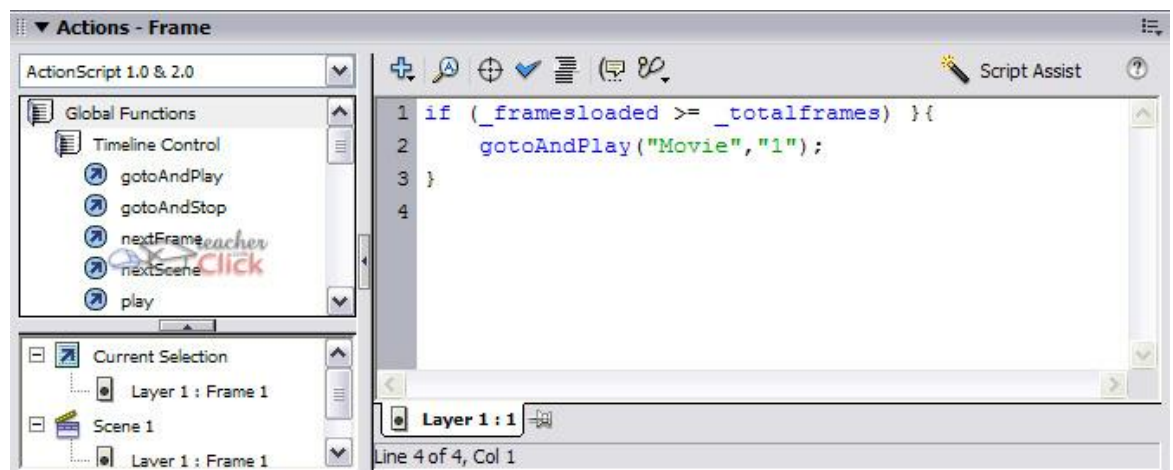 Actions - Frame
ActionScript 1.0 & 2.0
Global Functions
Timeline Control
gotoAndPlay
gotoAndStop
nextFrame
nextScene
play
teacher
Click
Current Selection
Layer 1 : Frame 1
Scene 1
Layer 1 : Frame 1
Script Assist
1 if (_framesloaded >= _totalframes) }{
2 gotoAndPlay("Movie","1");
3 }
4
Layer 1 : 1
Line 4 of 4, Col 1